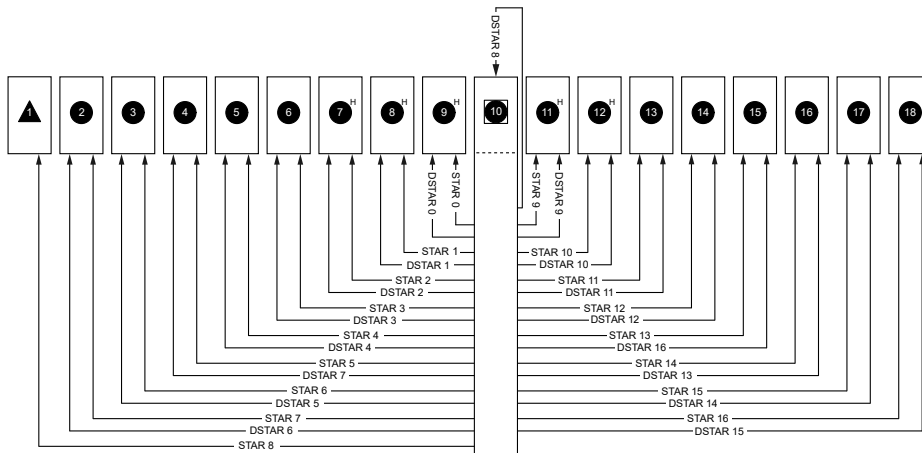 DSTAR 8
1 2 3 4 5 6 7 H 8 H 9 H 10 11 H 12 H 13 14 15 16 17 18
DSTAR 0 STAR 0 STAR 9 DSTAR 9
STAR 1 STAR 10
DSTAR 1 DSTAR 10
STAR 2 STAR 11
DSTAR 2 DSTAR 11
STAR 3 STAR 12
DSTAR 3 DSTAR 12
STAR 4 STAR 13
DSTAR 4 DSTAR 16
STAR 5 STAR 14
DSTAR 7 DSTAR 13
STAR 6 STAR 15
DSTAR 5 DSTAR 14
STAR 7 STAR 16
DSTAR 6 DSTAR 15
STAR 8